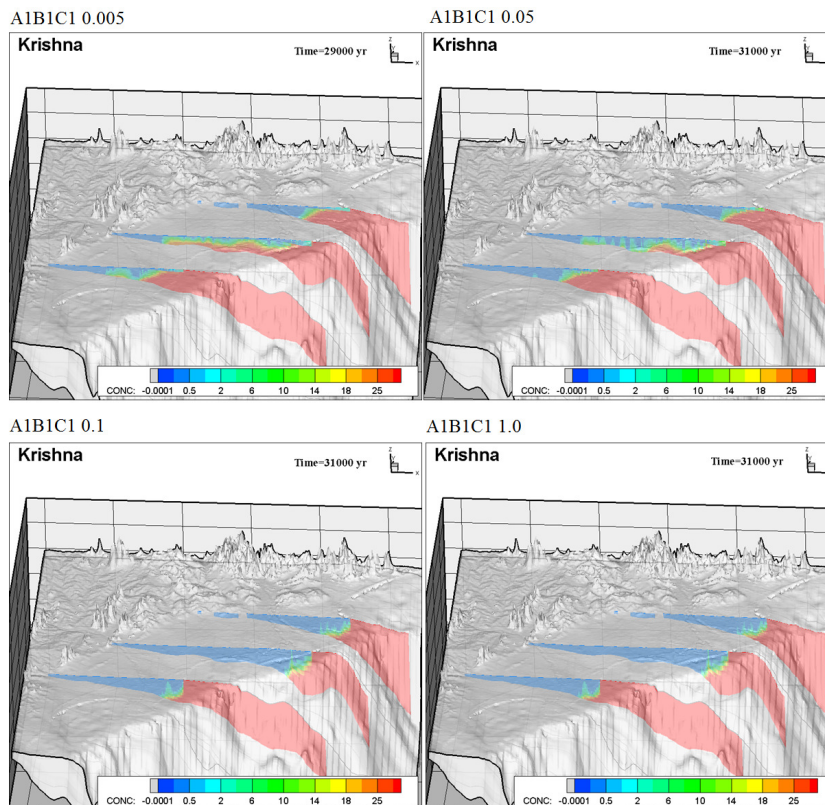 A1B1C1 0.005
Krishna
Time=29000 yr
z
Y
x
CONC: -0.0001 0.5 2 6 10 14 18 25
A1B1C1 0.05
Krishna
Time=31000 yr
z
Y
x
CONC: -0.0001 0.5 2 6 10 14 18 25
A1B1C1 0.1
Krishna
Time=31000 yr
z
Y
x
CONC: -0.0001 0.5 2 6 10 14 18 25
A1B1C1 1.0
Krishna
Time=31000 yr
z
Y
CONC: -0.0001 0.5 2 6 10 14 18 25